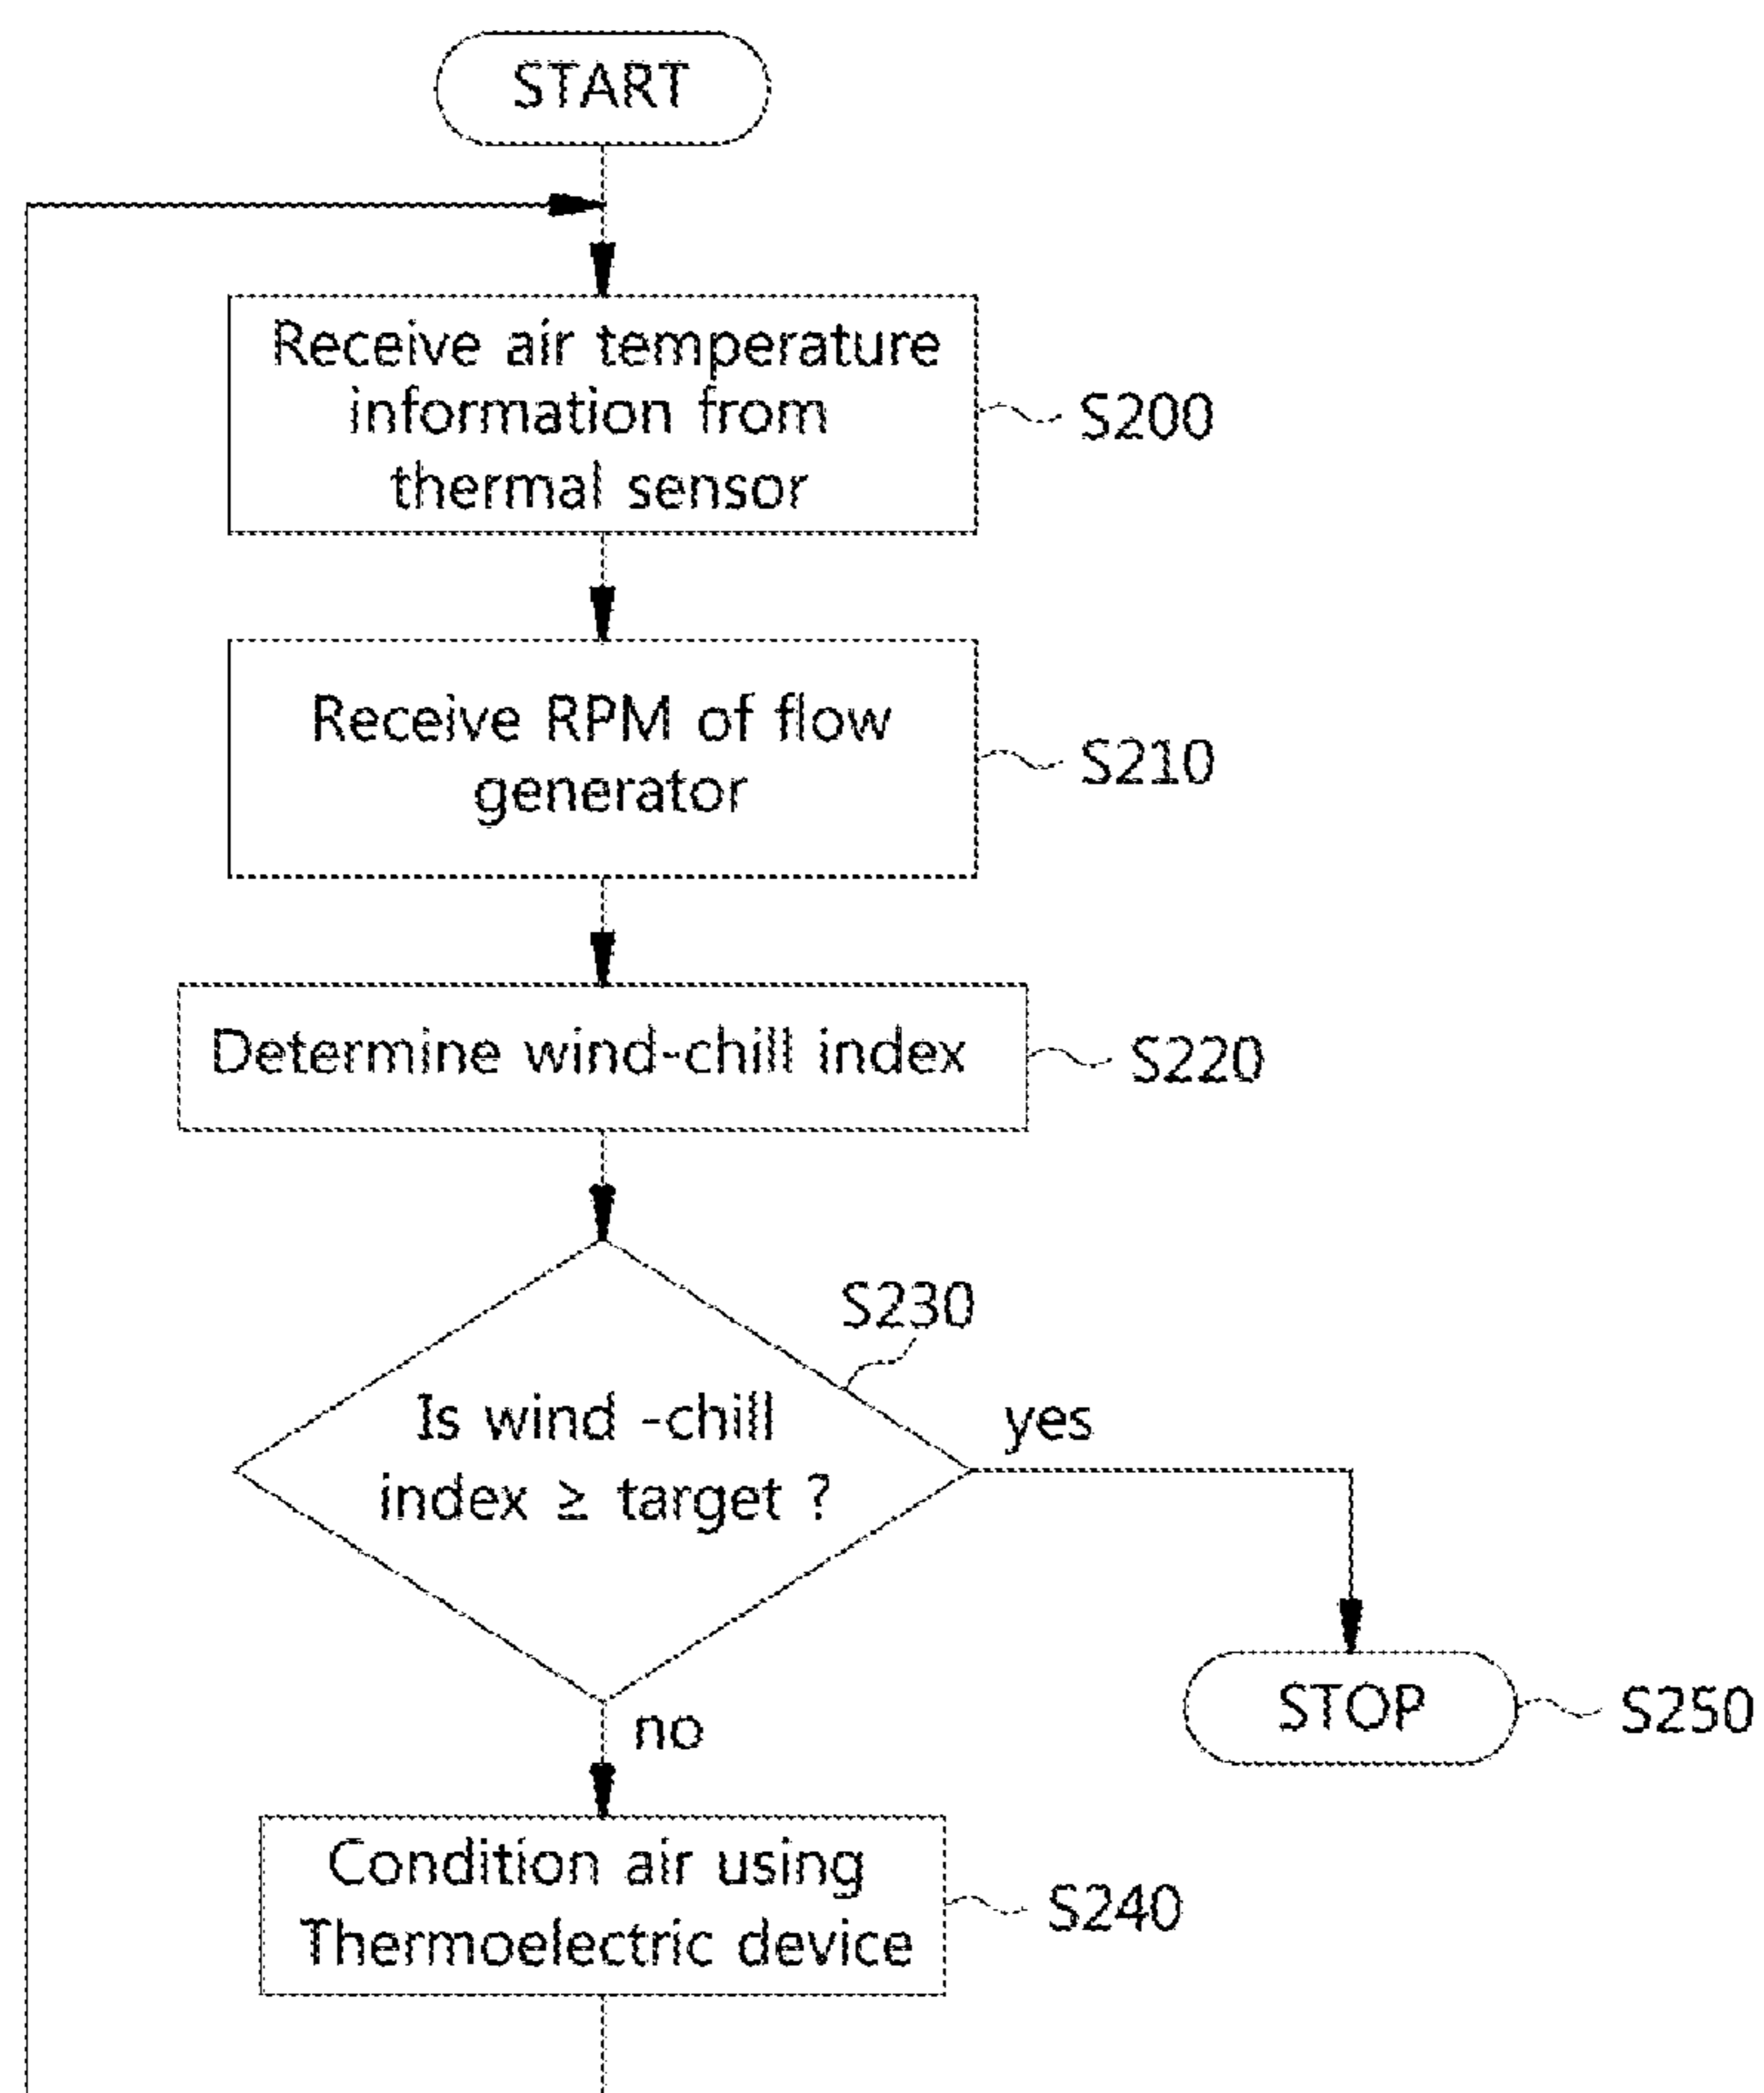 START
Receive air temperature
information from
thermal sensor
S200
Receive RPM of flow
generator
S210
Determine wind-chill index
S220
S230
Is wind -chill
index ≥ target ?
yes
no
STOP
S250
Condition air using
Thermoelectric device
S240